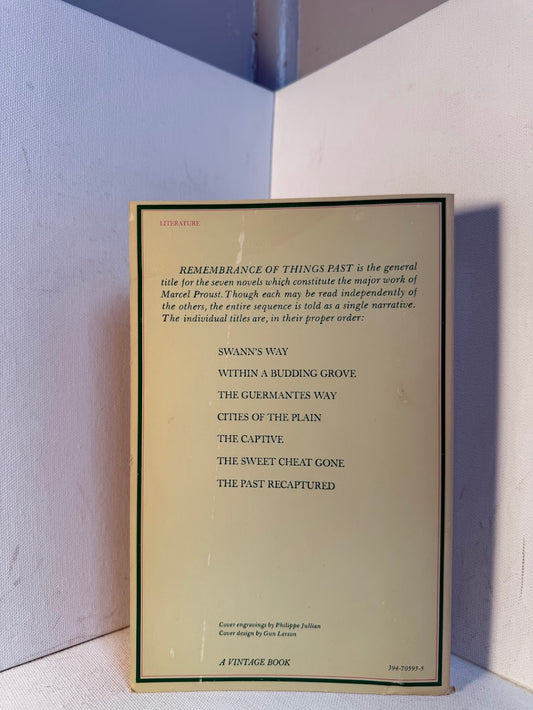 LITERATURE
REMEMBRANCE OF THINGS PAST is the general
title for the seven novels which constitute the major work of
Marcel Proust. Though each may be read independently of
the others, the entire sequence is told as a single narrative.
The individual titles are, in their proper order:
SWANN'S WAY
WITHIN A BUDDING GROVE
THE GUERMANTES WAY
CITIES OF THE PLAIN
THE CAPTIVE
THE SWEET CHEAT GONE
THE PAST RECAPTURED
Cover engravings by Philippe Jullian
Cover design by Gun Larson
A VINTAGE BOOK
394-70595-5